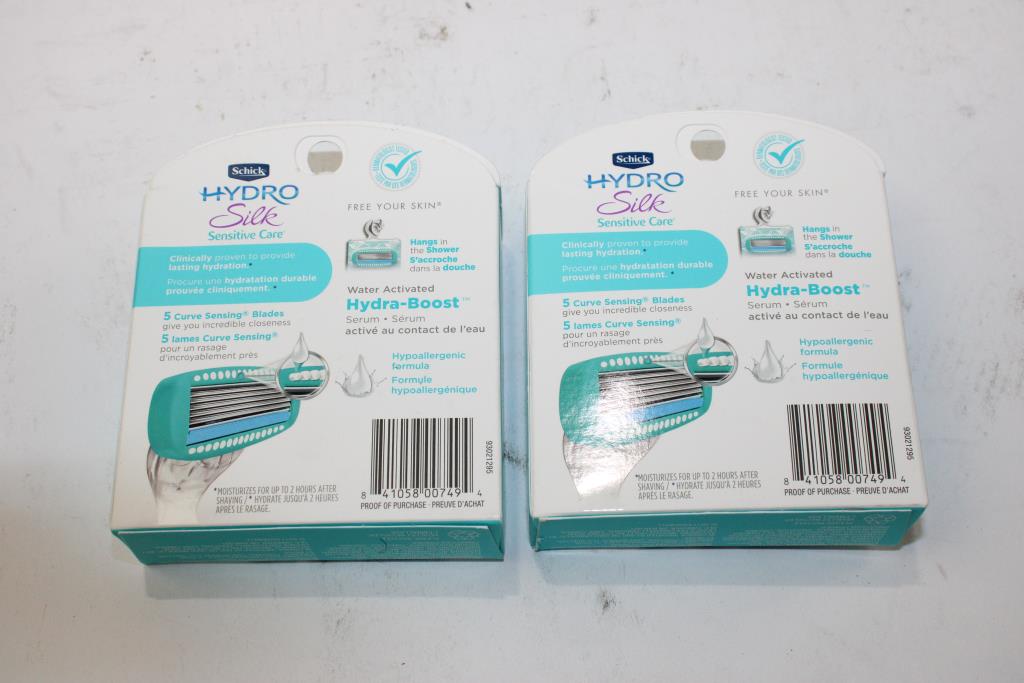 Schick
HYDRO
Silk
Sensitive Care
FREE YOUR SKIN®
Hangs in
the Shower
S'accroche
dans la douche
Clinically proven to provide
lasting hydration.*
Procure une hydratation durable
prouvée cliniquement.*
Water Activated
Hydra-Boost™
Serum • Sérum
activé au contact de l'eau
5 Curve Sensing® Blades
give you incredible closeness
5 lames Curve Sensing®
pour un rasage
d'incroyablement près
Hypoallergenic
formula
Formule
hypoallergénique
*MOISTURIZES FOR UP TO 2 HOURS AFTER
SHAVING / * HYDRATE JUSQU'À 2 HEURES
APRÈS LE RASAGE.
93021295
8 41058 00749 4
PROOF OF PURCHASE · PREUVE D'ACHAT
Schick
HYDRO
Silk
Sensitive Care
FREE YOUR SKIN®
Hangs in
the Shower
S'accroche
dans la douche
Clinically proven to provide
lasting hydration.*
Procure une hydratation durable
prouvée cliniquement.*
Water Activated
Hydra-Boost™
Serum • Sérum
activé au contact de l'eau
5 Curve Sensing® Blades
give you incredible closeness
5 lames Curve Sensing®
pour un rasage
d'incroyablement près
Hypoallergenic
formula
Formule
hypoallergénique
*MOISTURIZES FOR UP TO 2 HOURS AFTER
SHAVING / * HYDRATE JUSQU'À 2 HEURES
APRÈS LE RASAGE.
93021295
8 41058 00749 4
PROOF OF PURCHASE · PREUVE D'ACHAT